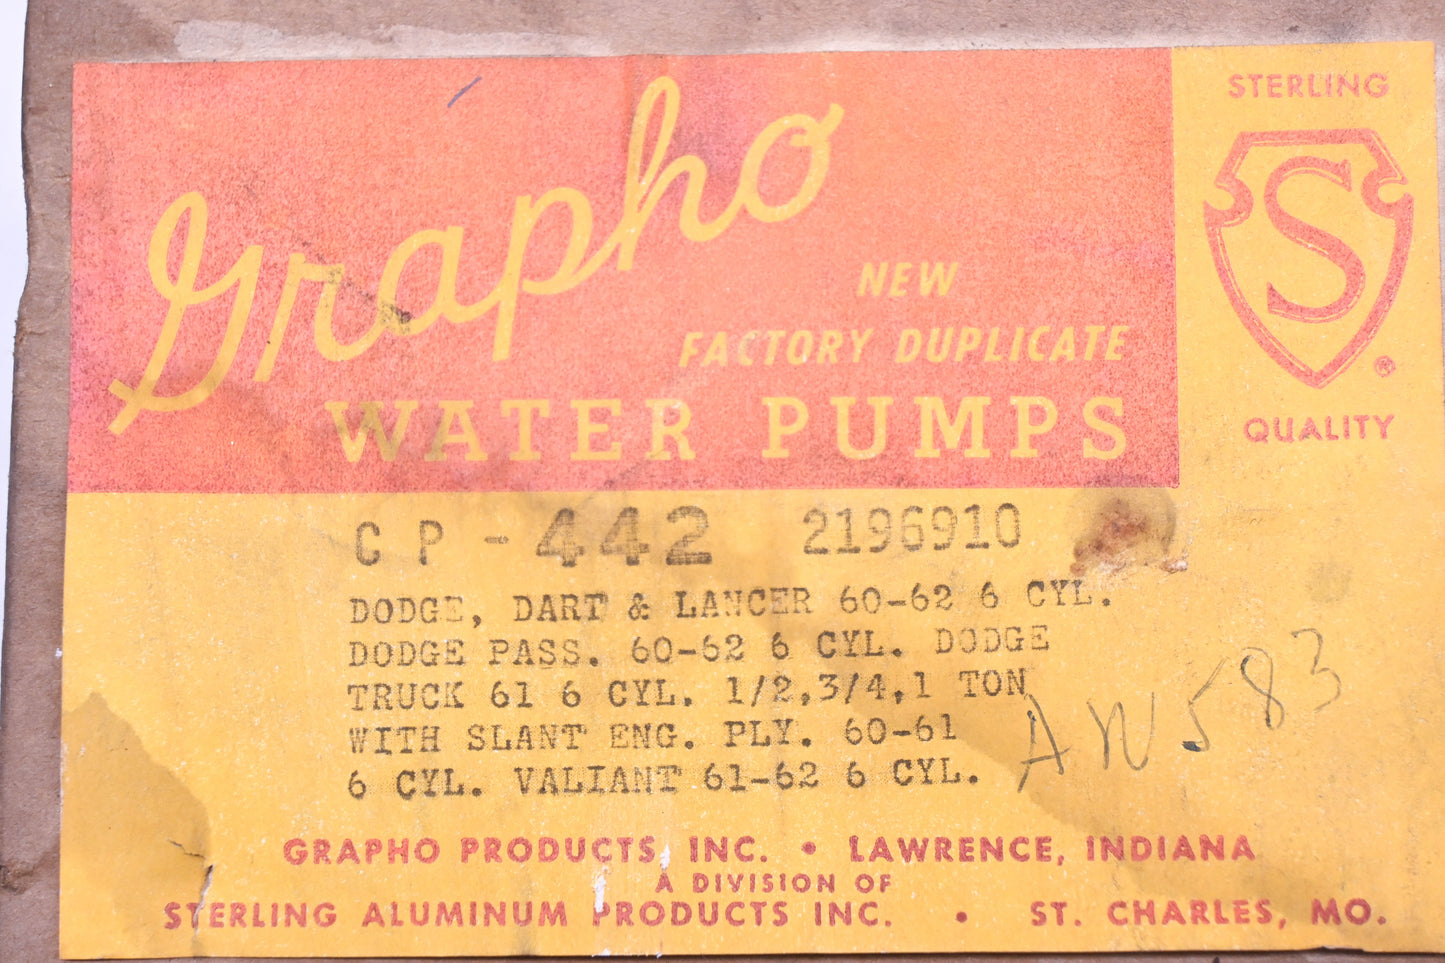 Grapho
NEW
FACTORY DUPLICATE
WATER PUMPS
STERLING
S
®
QUALITY
CP-442 2196910
DODGE, DART & LANCER 60-62 6 CYL.
DODGE PASS. 60-62 6 CYL. DODGE
TRUCK 61 6 CYL. 1/2,3/4,1 TON
WITH SLANT ENG. PLY. 60-61
6 CYL. VALIANT 61-62 6 CYL.
AW583
GRAPHO PRODUCTS, INC. • LAWRENCE, INDIANA
A DIVISION OF
STERLING ALUMINUM PRODUCTS INC. • ST. CHARLES, MO.